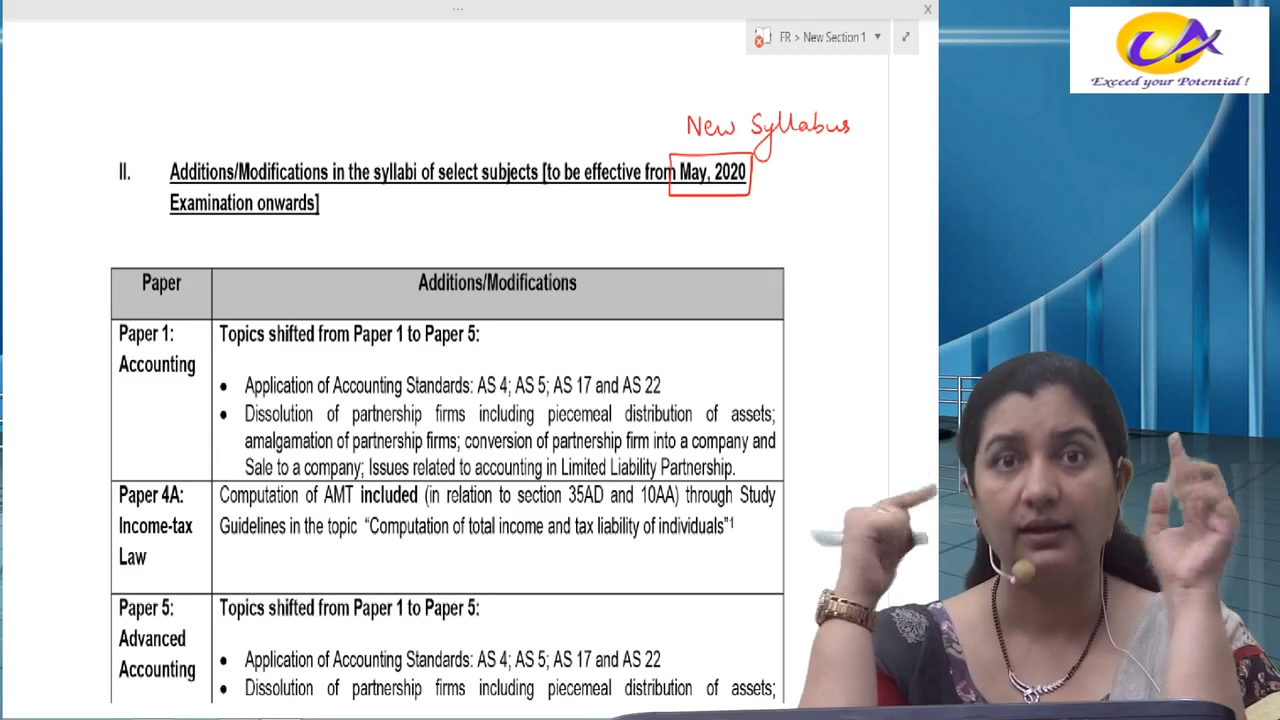 ...
X
FR > New Section 1
UA
Exceed your Potential !
New Syllabus
II. Additions/Modifications in the syllabi of select subjects [to be effective from May, 2020
Examination onwards]
Paper Additions/Modifications
Paper 1:
Accounting
Topics shifted from Paper 1 to Paper 5:
• Application of Accounting Standards: AS 4; AS 5; AS 17 and AS 22
• Dissolution of partnership firms including piecemeal distribution of assets;
amalgamation of partnership firms; conversion of partnership firm into a company and
Sale to a company; Issues related to accounting in Limited Liability Partnership.
Paper 4A:
Income-tax
Law
Computation of AMT included (in relation to section 35AD and 10AA) through Study
Guidelines in the topic “Computation of total income and tax liability of individuals”1
Paper 5:
Advanced
Accounting
Topics shifted from Paper 1 to Paper 5:
• Application of Accounting Standards: AS 4; AS 5; AS 17 and AS 22
• Dissolution of partnership firms including piecemeal distribution of assets;